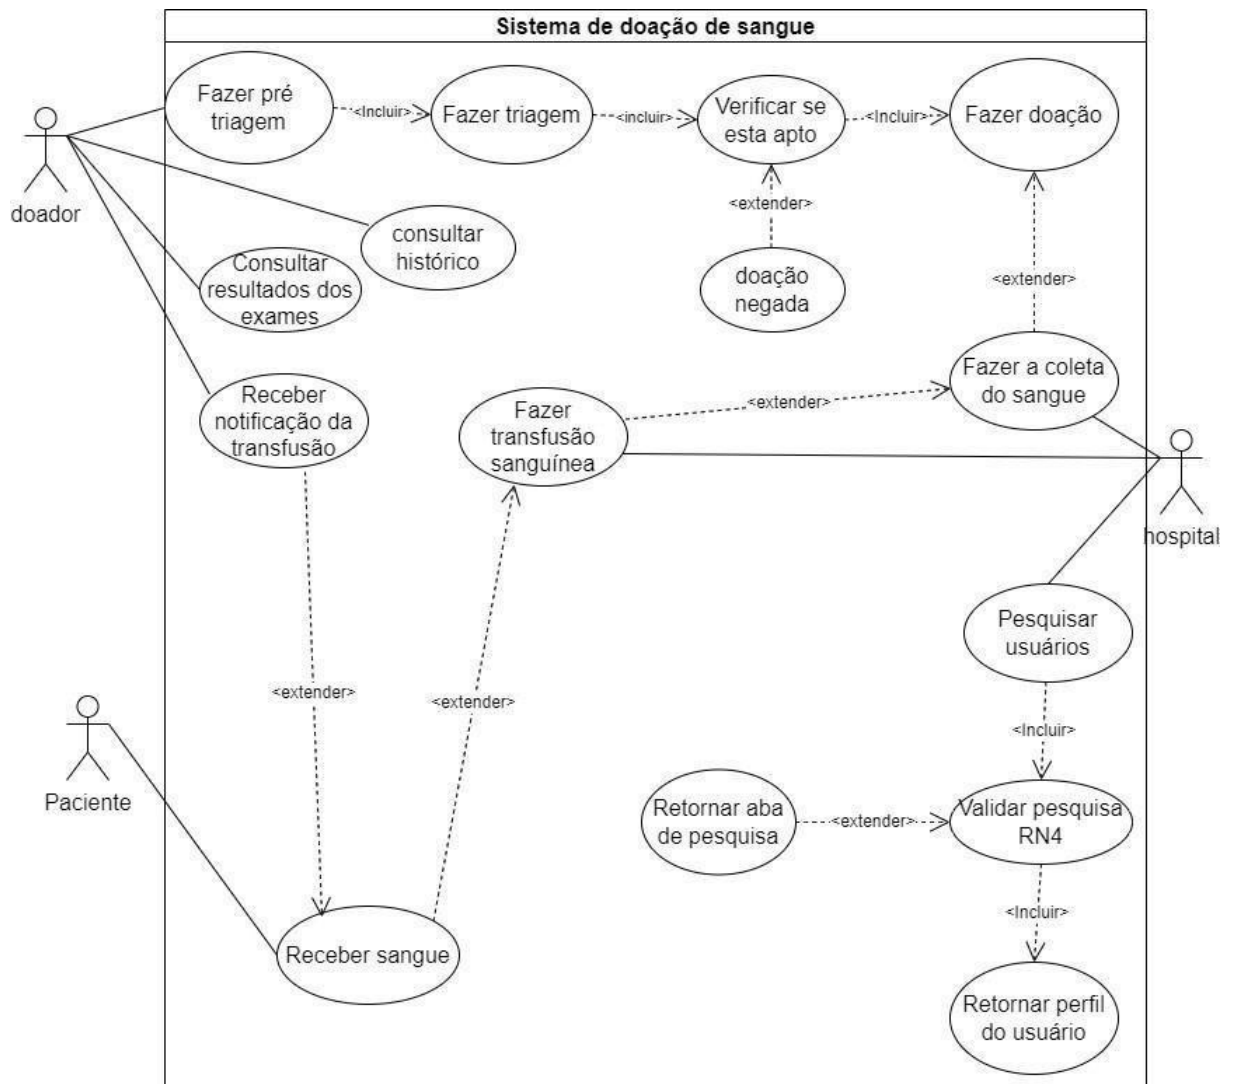 Sistema de doação de sangue
Fazer pré
triagem
<Incluir>
Fazer triagem
<incluir>
Verificar se
esta apto
<Incluir>
Fazer doação
doador
<extender>
consultar
histórico
Consultar
resultados dos
exames
doação
negada
<extender>
Receber
notificação da
transfusão
Fazer
transfusão
sanguínea
<extender>
Fazer a coleta
do sangue
hospital
Pesquisar
usuários
<extender>
<extender>
<Incluir>
Paciente
Retornar aba
de pesquisa
<extender>
Validar pesquisa
RN4
<Incluir>
Receber sangue
Retornar perfil
do usuário